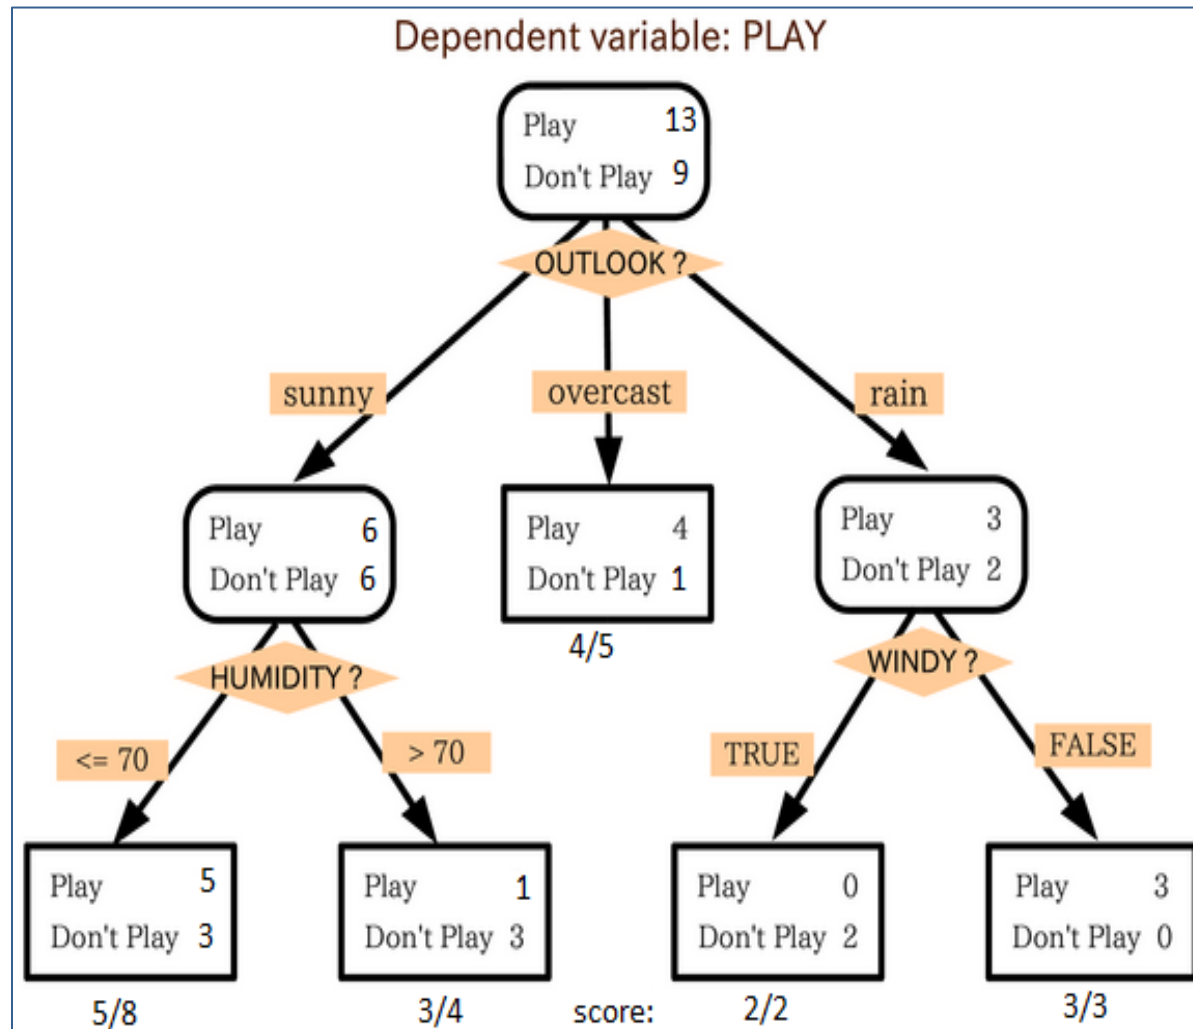 Dependent variable: PLAY
Play 13
Don't Play 9
OUTLOOK ?
sunny
overcast
rain
Play 6
Don't Play 6
Play 4
Don't Play 1
4/5
Play 3
Don't Play 2
HUMIDITY ?
WINDY ?
<= 70
> 70
TRUE
FALSE
Play 5
Don't Play 3
Play 1
Don't Play 3
Play 0
Don't Play 2
Play 3
Don't Play 0
5/8
3/4
score:
2/2
3/3